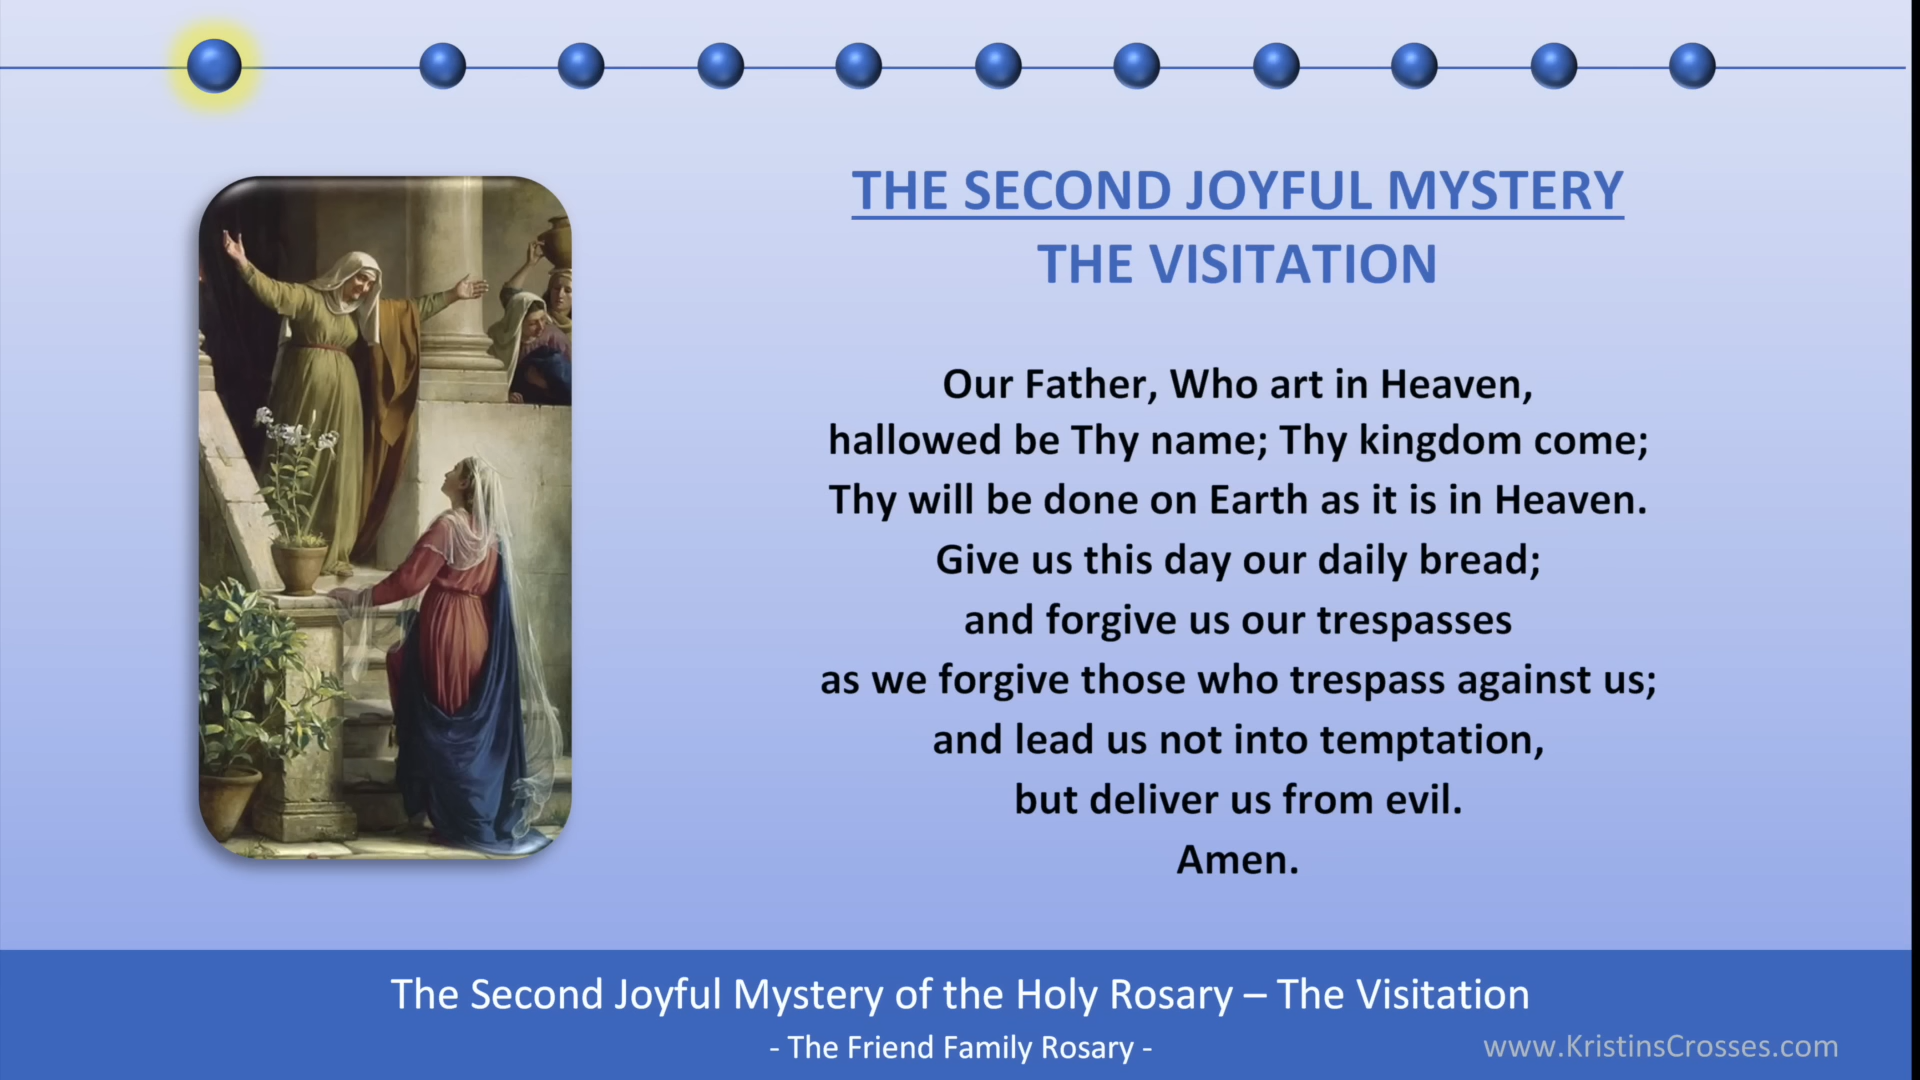 THE SECOND JOYFUL MYSTERY
THE VISITATION
Our Father, Who art in Heaven,
hallowed be Thy name; Thy kingdom come;
Thy will be done on Earth as it is in Heaven.
Give us this day our daily bread;
and forgive us our trespasses
as we forgive those who trespass against us;
and lead us not into temptation,
but deliver us from evil.
Amen.
The Second Joyful Mystery of the Holy Rosary – The Visitation
- The Friend Family Rosary -
www.KristinsCrosses.com